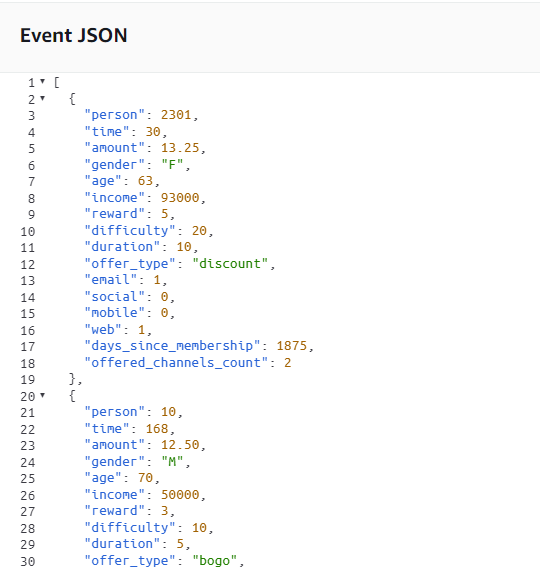 Event JSON
1 [
2 {
3 "person": 2301,
4 "time": 30,
5 "amount": 13.25,
6 "gender": "F",
7 "age": 63,
8 "income": 93000,
9 "reward": 5,
10 "difficulty": 20,
11 "duration": 10,
12 "offer_type": "discount",
13 "email": 1,
14 "social": 0,
15 "mobile": 0,
16 "web": 1,
17 "days_since_membership": 1875,
18 "offered_channels_count": 2
19 },
20 {
21 "person": 10,
22 "time": 168,
23 "amount": 12.50,
24 "gender": "M",
25 "age": 70,
26 "income": 50000,
27 "reward": 3,
28 "difficulty": 10,
29 "duration": 5,
30 "offer_type": "bogo",